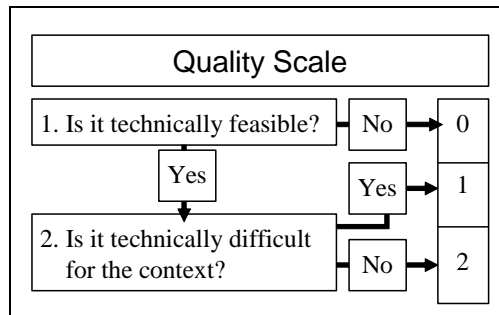 Quality Scale
1. Is it technically feasible?
No
0
Yes
Yes
1
2. Is it technically difficult
for the context?
No
2